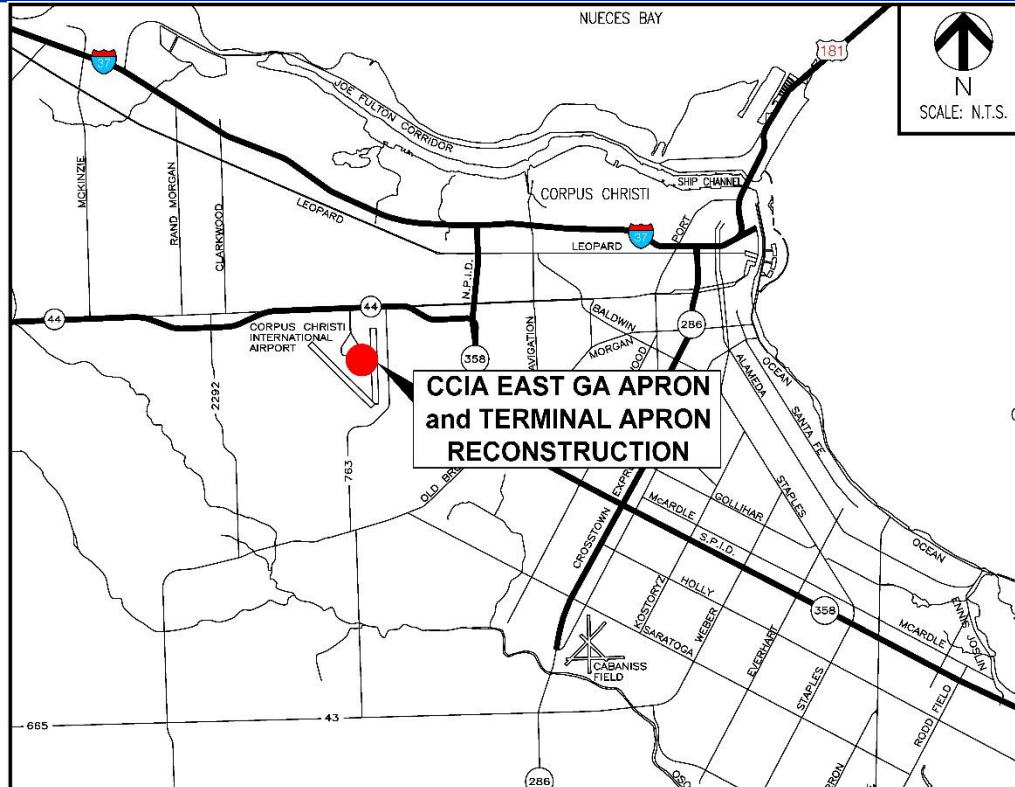 NUECES BAY
181
N
SCALE: N.T.S.
37
JOE FULTON CORRIDOR
MCKINZIE
RAND MORGAN
CLARKWOOD
LEOPARD
CORPUS CHRISTI
SHIP CHANNEL
PORT
37
LEOPARD
N.P.I.D.
44
44
CORPUS CHRISTI
INTERNATIONAL
AIRPORT
358
BALDWIN
MORGAN
286
2292
763
ALAMEDA
OCEAN
SANTA FE
CCIA EAST GA APRON
and TERMINAL APRON
RECONSTRUCTION
STAPLES
CROSSTOWN
McARDLE
GOLLIHAR
S.P.I.D.
OCEAN
HOLLY
KOSTORYZ
WEBER
SARATOGA
EVERHART
STAPLES
358
MCARDLE
ENNIS JOSLIN
RODD FIELD
CABANISS
FIELD
665
43
286